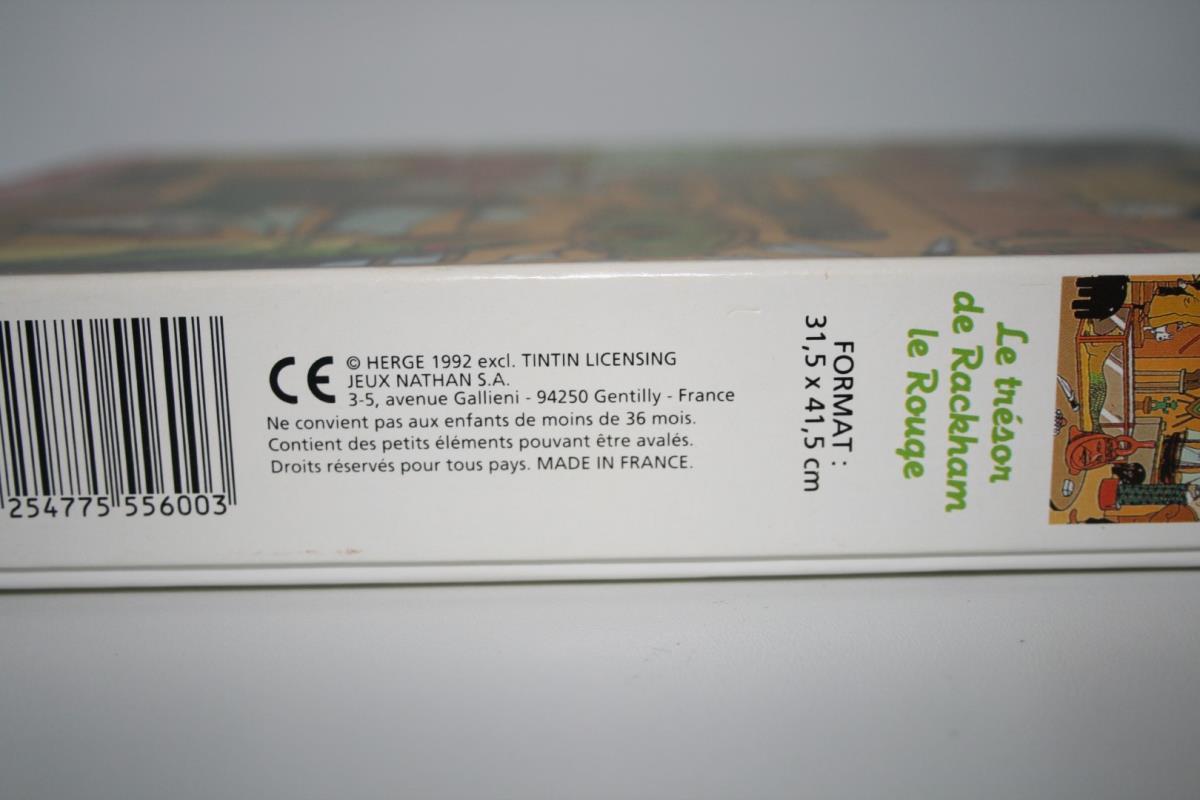 254775 556003
CE
© HERGE 1992 excl. TINTIN LICENSING
JEUX NATHAN S.A.
3-5, avenue Gallieni - 94250 Gentilly - France
Ne convient pas aux enfants de moins de 36 mois.
Contient des petits éléments pouvant être avalés.
Droits réservés pour tous pays. MADE IN FRANCE.
FORMAT :
31,5 x 41,5 cm
Le trésor
de Rackham
le Rouge